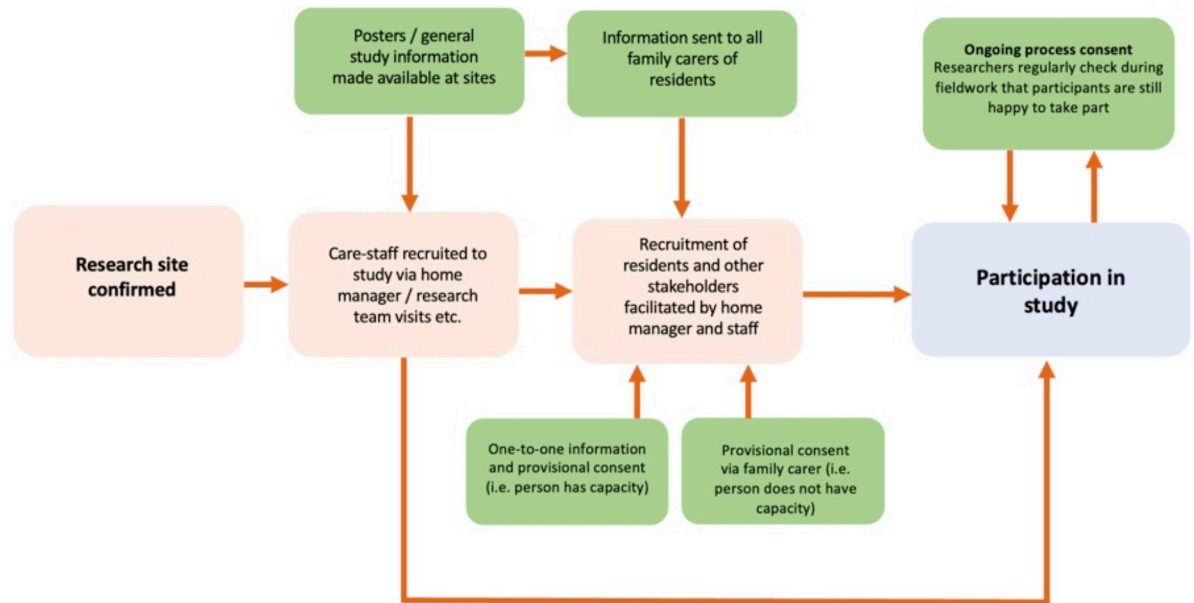 Posters / general
study information
made available at sites
Information sent to all
family carers of
residents
Ongoing process consent
Researchers regularly check during
fieldwork that participants are still
happy to take part
Research site
confirmed
Care-staff recruited to
study via home
manager / research
team visits etc.
Recruitment of
residents and other
stakeholders
facilitated by home
manager and staff
Participation in
study
One-to-one information
and provisional consent
(i.e. person has capacity)
Provisional consent
via family carer (i.e.
person does not have
capacity)